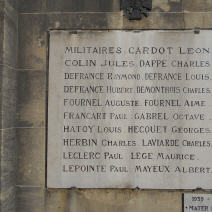 MILITAIRES. CARDOT LEON
COLIN JULES, DAPPE CHARLES
DEFRANCE RAYMOND, DEFRANCE LOUIS.
DEFRANCE HUBERT, DEMONTHOIS CHARLES
FOURNEL AUGUSTE, FOURNEL AIMÉ
FRANCART PAUL, GABREL OCTAVE.
HATOY LOUIS, HECQUET GEORGES.
HERBIN CHARLES, LAVIARDE CHARLES.
LECLERC PAUL, LEGE MAURICE,
LEPOINTE PAUL, MAYEUX ALBERT.
1939 -